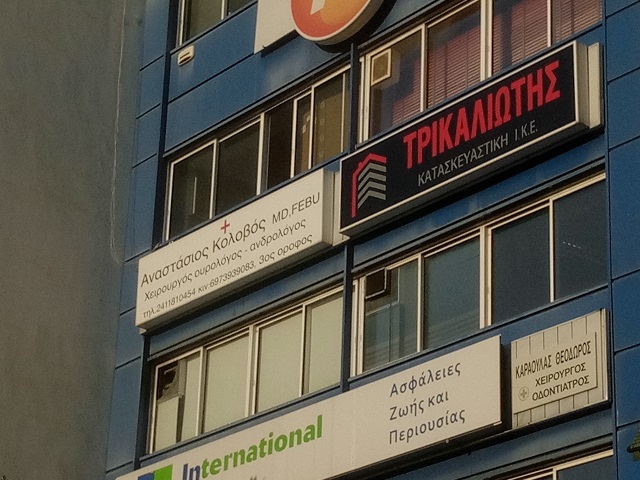 ΤΡΙΚΑΛΙΩΤΗΣ
ΚΑΤΑΣΚΕΥΑΣΤΙΚΗ Ι.Κ.Ε.
Αναστάσιος Κολοβός MD,FEBU
Χειρουργός ουρολόγος - ανδρολόγος
τηλ.2411810454 κιν:6973939083, 3ος οροφος
ΚΑΡΑΟΥΛΑΣ ΘΕΟΔΩΡΟΣ
ΧΕΙΡΟΥΡΓΟΣ
ΟΔΟΝΤΙΑΤΡΟΣ
International
Ασφάλειες
Ζωής και
Περιουσίας